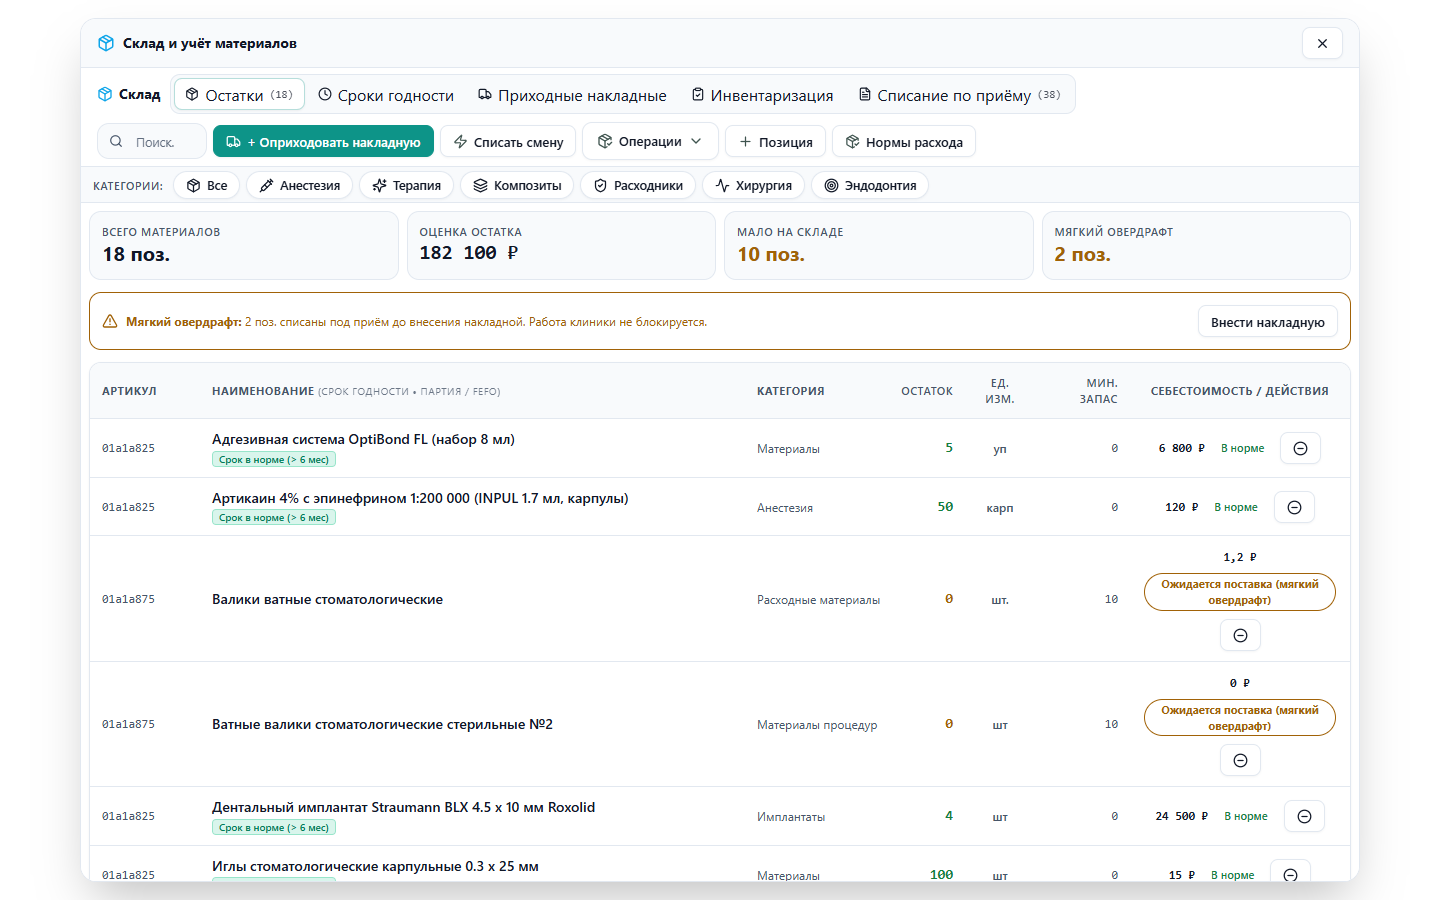 Склад и учёт материалов
Склад
Остатки (18)
Сроки годности
Приходные накладные
Инвентаризация
Списание по приёму (38)
Поиск.
+ Оприходовать накладную
Списать смену
Операции
Позиция
Нормы расхода
КАТЕГОРИИ:
Все
Анестезия
Терапия
Композиты
Расходники
Хирургия
Эндодонтия
ВСЕГО МАТЕРИАЛОВ
18 поз.
ОЦЕНКА ОСТАТКА
182 100 ₽
МАЛО НА СКЛАДЕ
10 поз.
МЯГКИЙ ОВЕРДРАФТ
2 поз.
Мягкий овердрафт: 2 поз. списаны под приём до внесения накладной. Работа клиники не блокируется.
Внести накладную
АРТИКУЛ
НАИМЕНОВАНИЕ (СРОК ГОДНОСТИ • ПАРТИЯ / FEFO)
КАТЕГОРИЯ
ОСТАТОК
ЕД.
ИЗМ.
МИН.
ЗАПАС
СЕБЕСТОИМОСТЬ / ДЕЙСТВИЯ
01a1a825
Адгезивная система OptiBond FL (набор 8 мл)
Срок в норме (> 6 мес)
Материалы
5
уп
0
6 800 ₽
В норме
01a1a825
Артикаин 4% с эпинефрином 1:200 000 (INPUL 1.7 мл, карпулы)
Срок в норме (> 6 мес)
Анестезия
50
карп
0
120 ₽
В норме
01a1a875
Валики ватные стоматологические
Расходные материалы
0
шт.
10
1,2 ₽
Ожидается поставка (мягкий
овердрафт)
01a1a875
Ватные валики стоматологические стерильные №2
Материалы процедур
0
шт
10
0 ₽
Ожидается поставка (мягкий
овердрафт)
01a1a825
Дентальный имплантат Straumann BLX 4.5 x 10 мм Roxolid
Срок в норме (> 6 мес)
Имплантаты
4
шт
0
24 500 ₽
В норме
01a1a825
Иглы стоматологические карпульные 0.3 x 25 мм
Материалы
100
шт
0
15 ₽
В норме